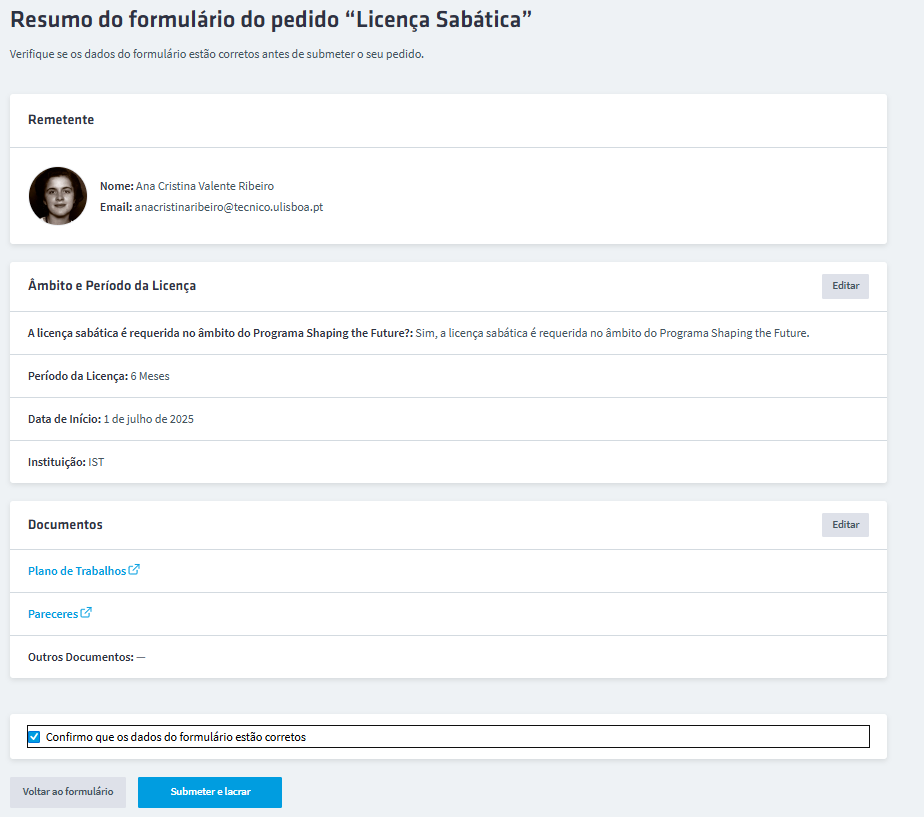 Resumo do formulário do pedido “Licença Sabática”
Verifique se os dados do formulário estão corretos antes de submeter o seu pedido.
Remetente
Nome: Ana Cristina Valente Ribeiro
Email: anacristinaribeiro@tecnico.ulisboa.pt
Âmbito e Período da Licença
Editar
A licença sabática é requerida no âmbito do Programa Shaping the Future?: Sim, a licença sabática é requerida no âmbito do Programa Shaping the Future.
Período da Licença: 6 Meses
Data de Início: 1 de julho de 2025
Instituição: IST
Documentos
Editar
Plano de Trabalhos
Pareceres
Outros Documentos: —
Confirmo que os dados do formulário estão corretos
Voltar ao formulário
Submeter e lacrar